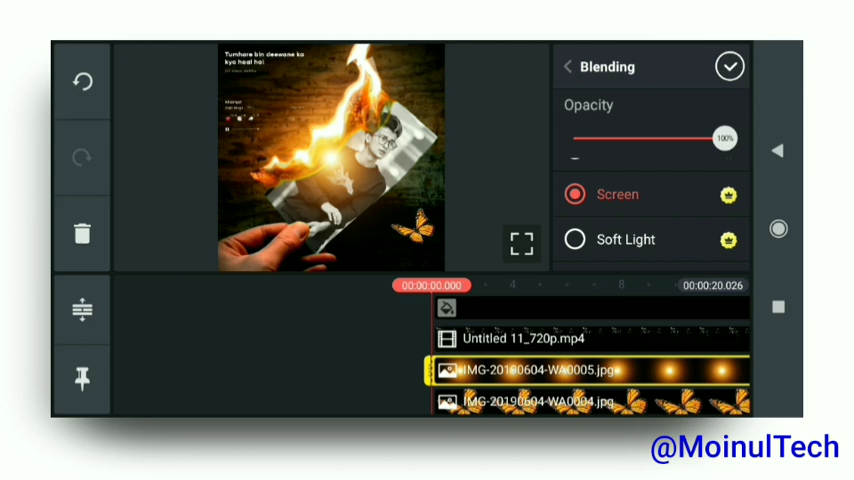 Tumhare bin deewane ka
kya haal hai
Blending
Opacity
100%
Screen
Soft Light
00:00:00.000
4
8
00:00:20.026
Untitled 11_720p.mp4
IMG-20190604-WA0005.jpg
IMG-20190604-WA0004.jpg
@MoinulTech